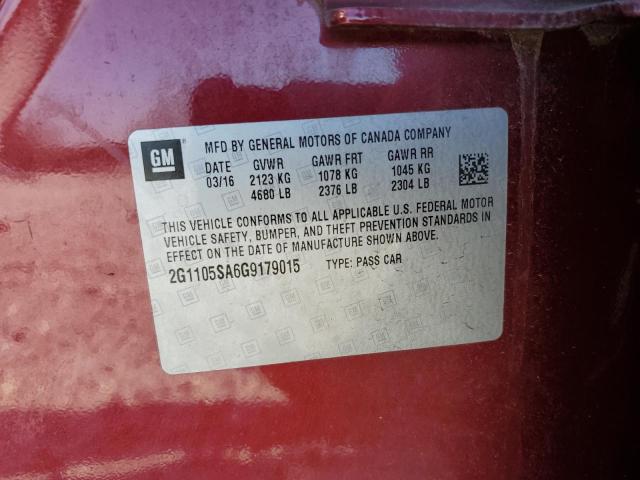 GM
MFD BY GENERAL MOTORS OF CANADA COMPANY
DATE GVWR GAWR FRT GAWR RR
03/16 2123 KG 1078 KG 1045 KG
4680 LB 2376 LB 2304 LB
THIS VEHICLE CONFORMS TO ALL APPLICABLE U.S. FEDERAL MOTOR
VEHICLE SAFETY, BUMPER, AND THEFT PREVENTION STANDARDS IN
EFFECT ON THE DATE OF MANUFACTURE SHOWN ABOVE.
2G1105SA6G9179015 TYPE: PASS CAR